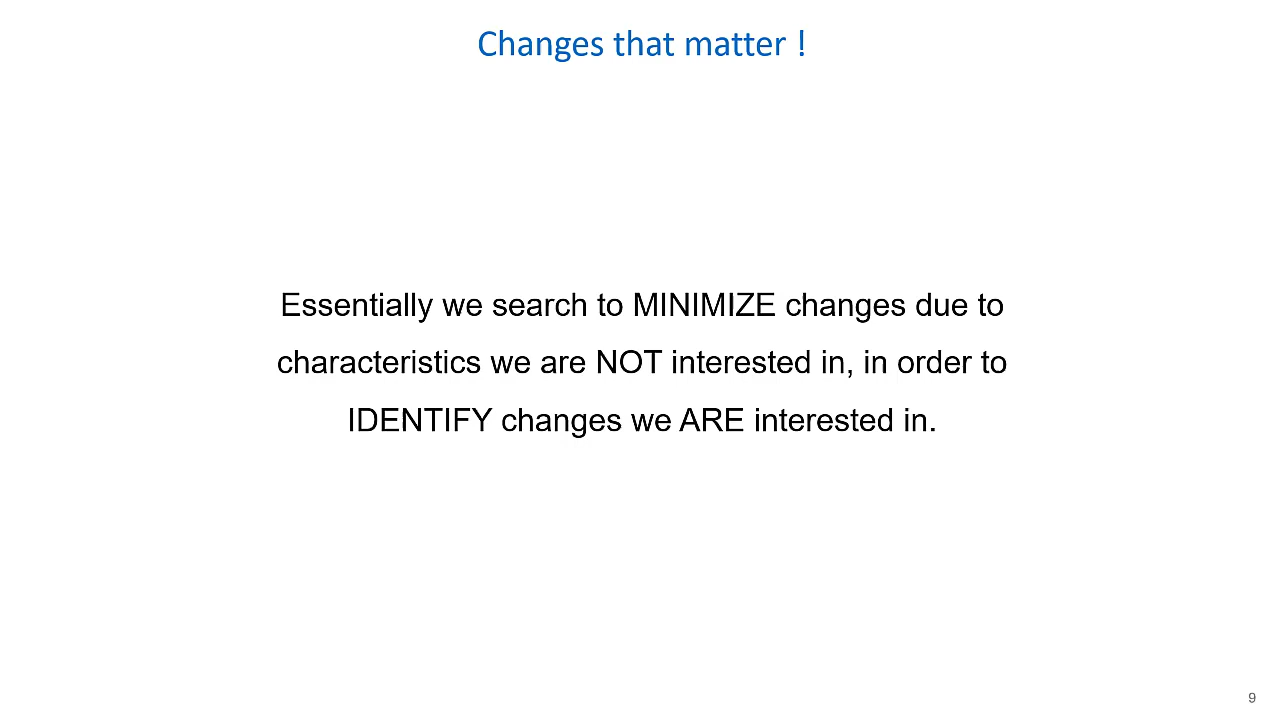 Changes that matter !
Essentially we search to MINIMIZE changes due to
characteristics we are NOT interested in, in order to
IDENTIFY changes we ARE interested in.
9